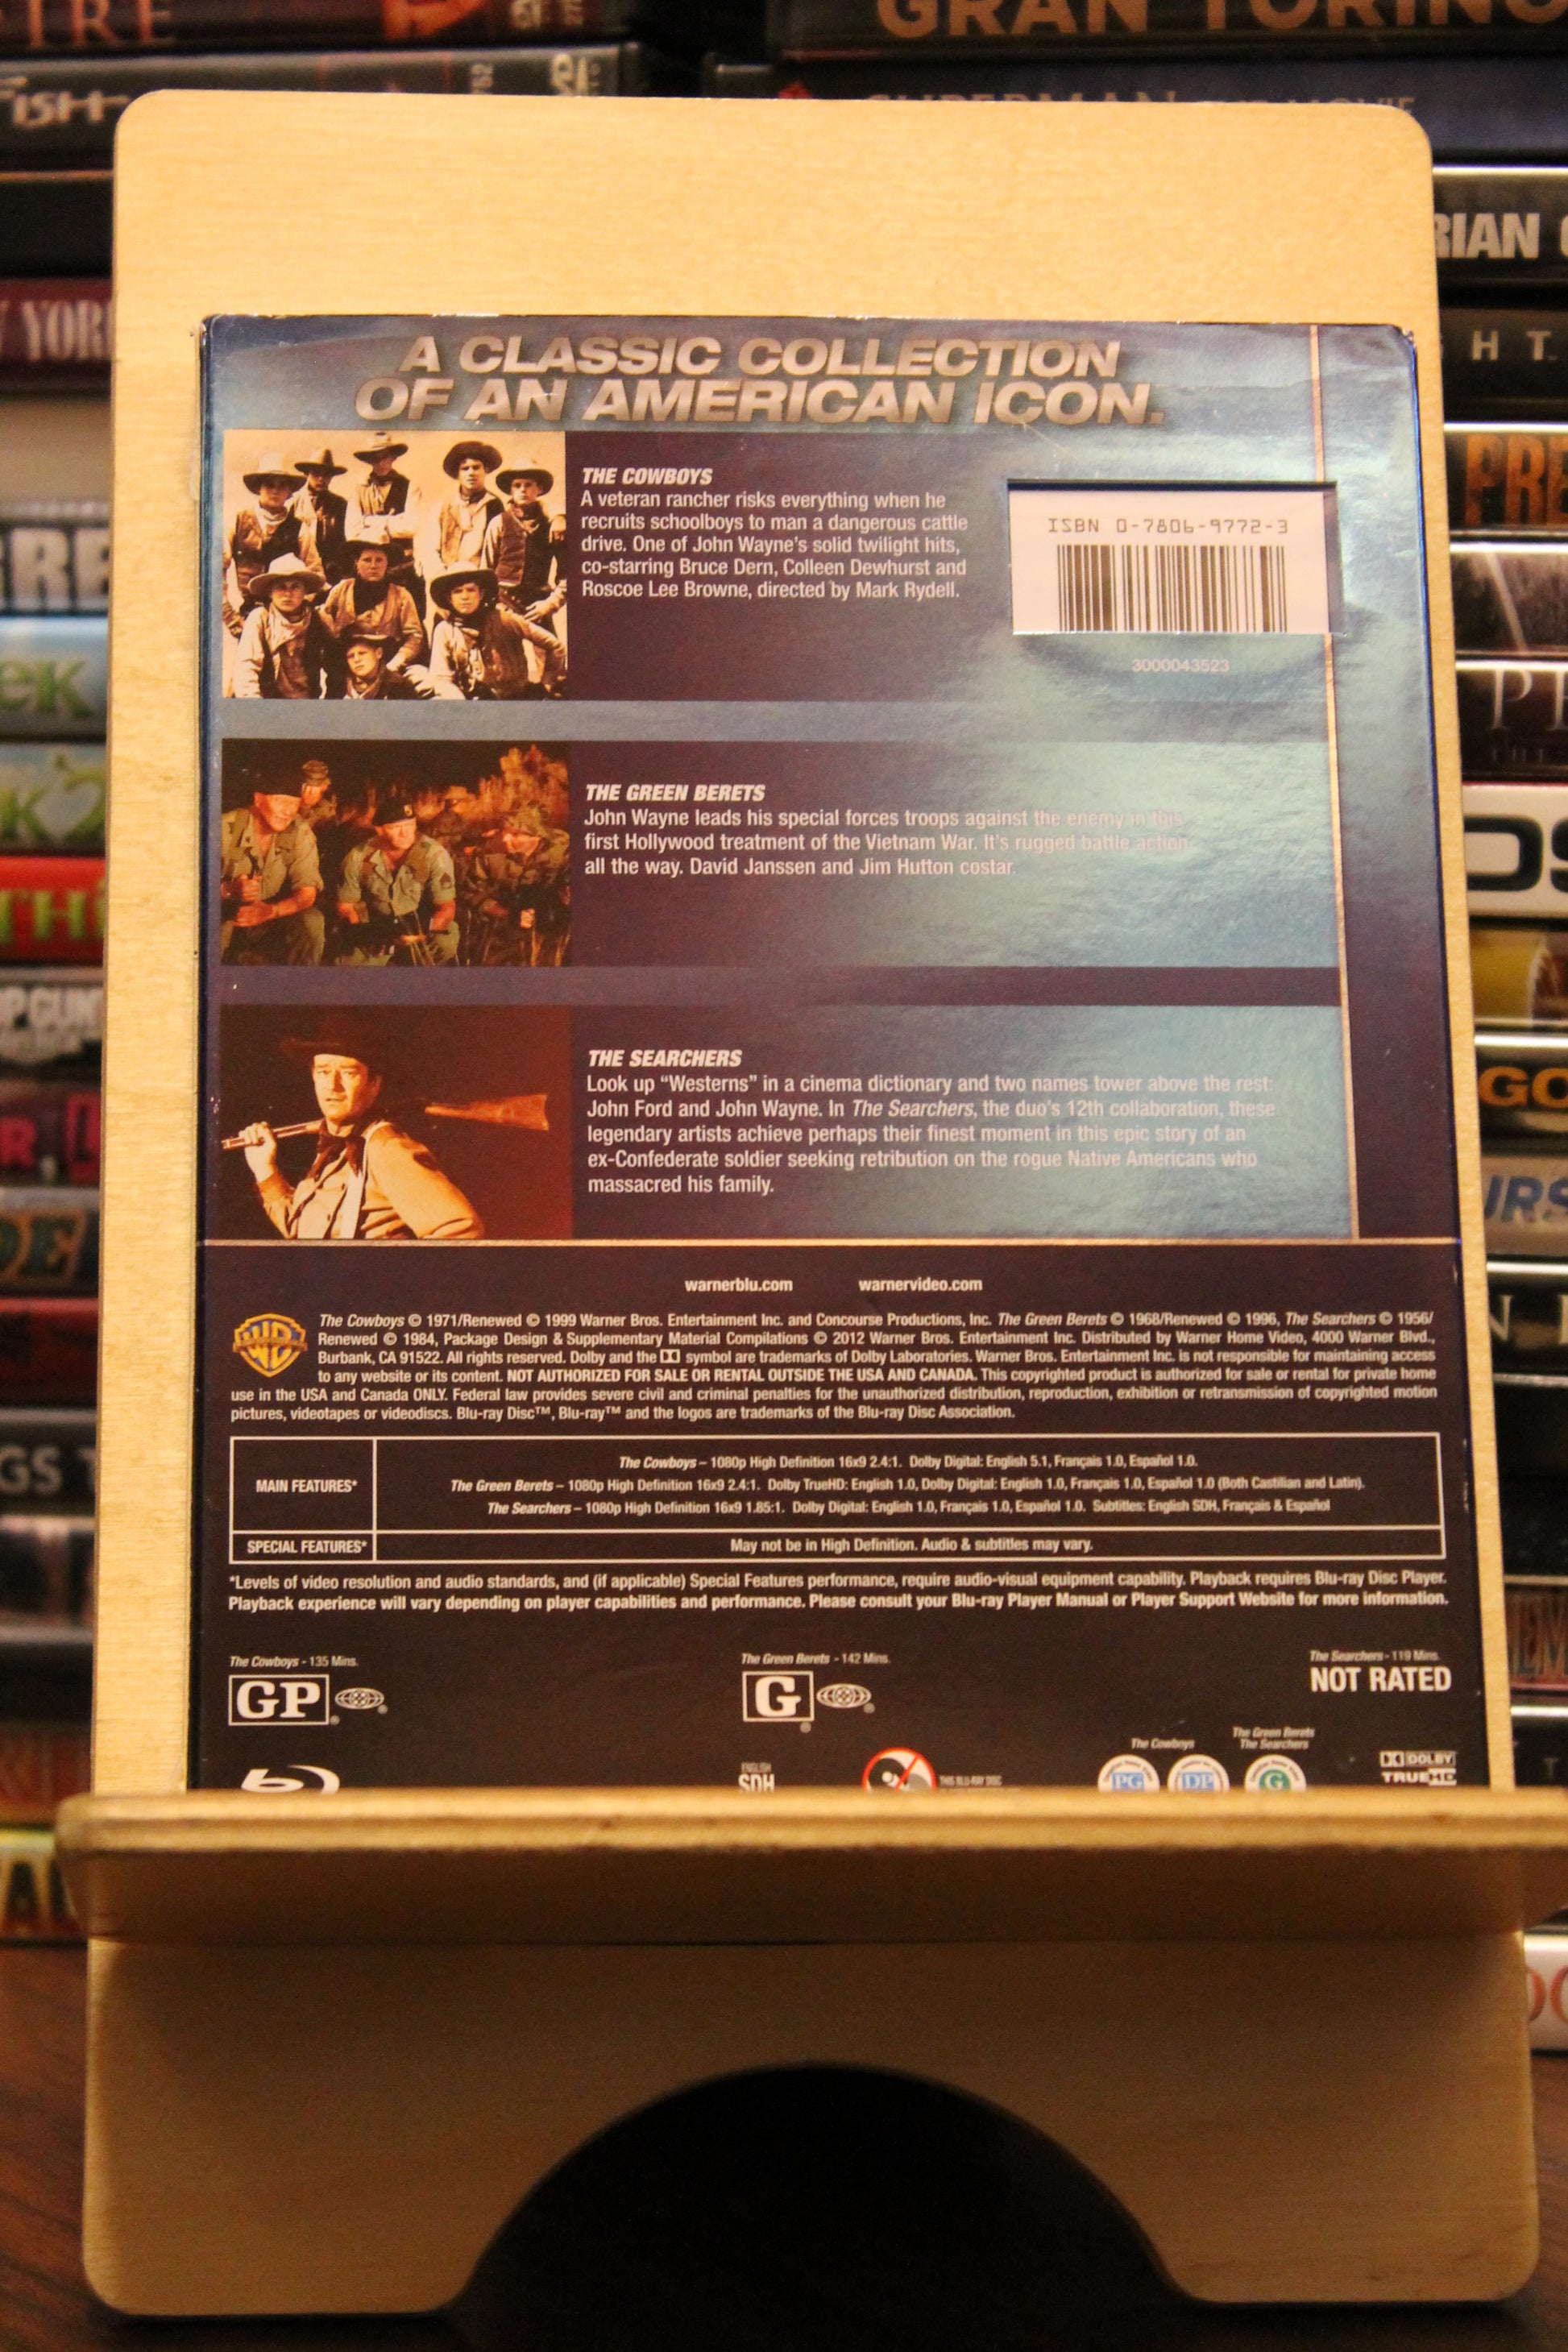 GRAN TORINO
FISH
SUPERMAN
YORK
RIAN
HT
A CLASSIC COLLECTION
OF AN AMERICAN ICON.
THE COWBOYS
A veteran rancher risks everything when he
recruits schoolboys to man a dangerous cattle
drive. One of John Wayne's solid twilight hits,
co-starring Bruce Dern, Colleen Dewhurst and
Roscoe Lee Browne, directed by Mark Rydell.
ISBN 0-7806-9772-3
3000043523
THE GREEN BERETS
John Wayne leads his special forces troops against the enemy in this
first Hollywood treatment of the Vietnam War. It's rugged battle action
all the way. David Janssen and Jim Hutton costar.
THE SEARCHERS
Look up “Westerns” in a cinema dictionary and two names tower above the rest:
John Ford and John Wayne. In The Searchers, the duo's 12th collaboration, these
legendary artists achieve perhaps their finest moment in this epic story of an
ex-Confederate soldier seeking retribution on the rogue Native Americans who
massacred his family.
warnerblu.com warnervideo.com
WB
The Cowboys © 1971/Renewed © 1999 Warner Bros. Entertainment Inc. and Concourse Productions, Inc. The Green Berets © 1968/Renewed © 1996, The Searchers © 1956/
Renewed © 1984, Package Design & Supplementary Material Compilations © 2012 Warner Bros. Entertainment Inc. Distributed by Warner Home Video, 4000 Warner Blvd.,
Burbank, CA 91522. All rights reserved. Dolby and the DD symbol are trademarks of Dolby Laboratories. Warner Bros. Entertainment Inc. is not responsible for maintaining access
to any website or its content. NOT AUTHORIZED FOR SALE OR RENTAL OUTSIDE THE USA AND CANADA. This copyrighted product is authorized for sale or rental for private home
use in the USA and Canada ONLY. Federal law provides severe civil and criminal penalties for the unauthorized distribution, reproduction, exhibition or retransmission of copyrighted motion
pictures, videotapes or videodiscs. Blu-ray Disc™, Blu-ray™ and the logos are trademarks of the Blu-ray Disc Association.
MAIN FEATURES*
The Cowboys – 1080p High Definition 16x9 2.4:1. Dolby Digital: English 5.1, Français 1.0, Español 1.0.
The Green Berets – 1080p High Definition 16x9 2.4:1. Dolby TrueHD: English 1.0, Dolby Digital: English 1.0, Français 1.0, Español 1.0 (Both Castilian and Latin).
The Searchers – 1080p High Definition 16x9 1.85:1. Dolby Digital: English 1.0, Français 1.0, Español 1.0. Subtitles: English SDH, Français & Español
SPECIAL FEATURES* May not be in High Definition. Audio & subtitles may vary.
*Levels of video resolution and audio standards, and (if applicable) Special Features performance, require audio-visual equipment capability. Playback requires Blu-ray Disc Player.
Playback experience will vary depending on player capabilities and performance. Please consult your Blu-ray Player Manual or Player Support Website for more information.
The Cowboys - 135 Mins.
GP
The Green Berets - 142 Mins.
G
The Searchers - 119 Mins.
NOT RATED
ENGLISH
SDH
THIS BLU-RAY DISC
The Cowboys
PG DP
The Green Berets
The Searchers
G
DOLBY
TRUEHD